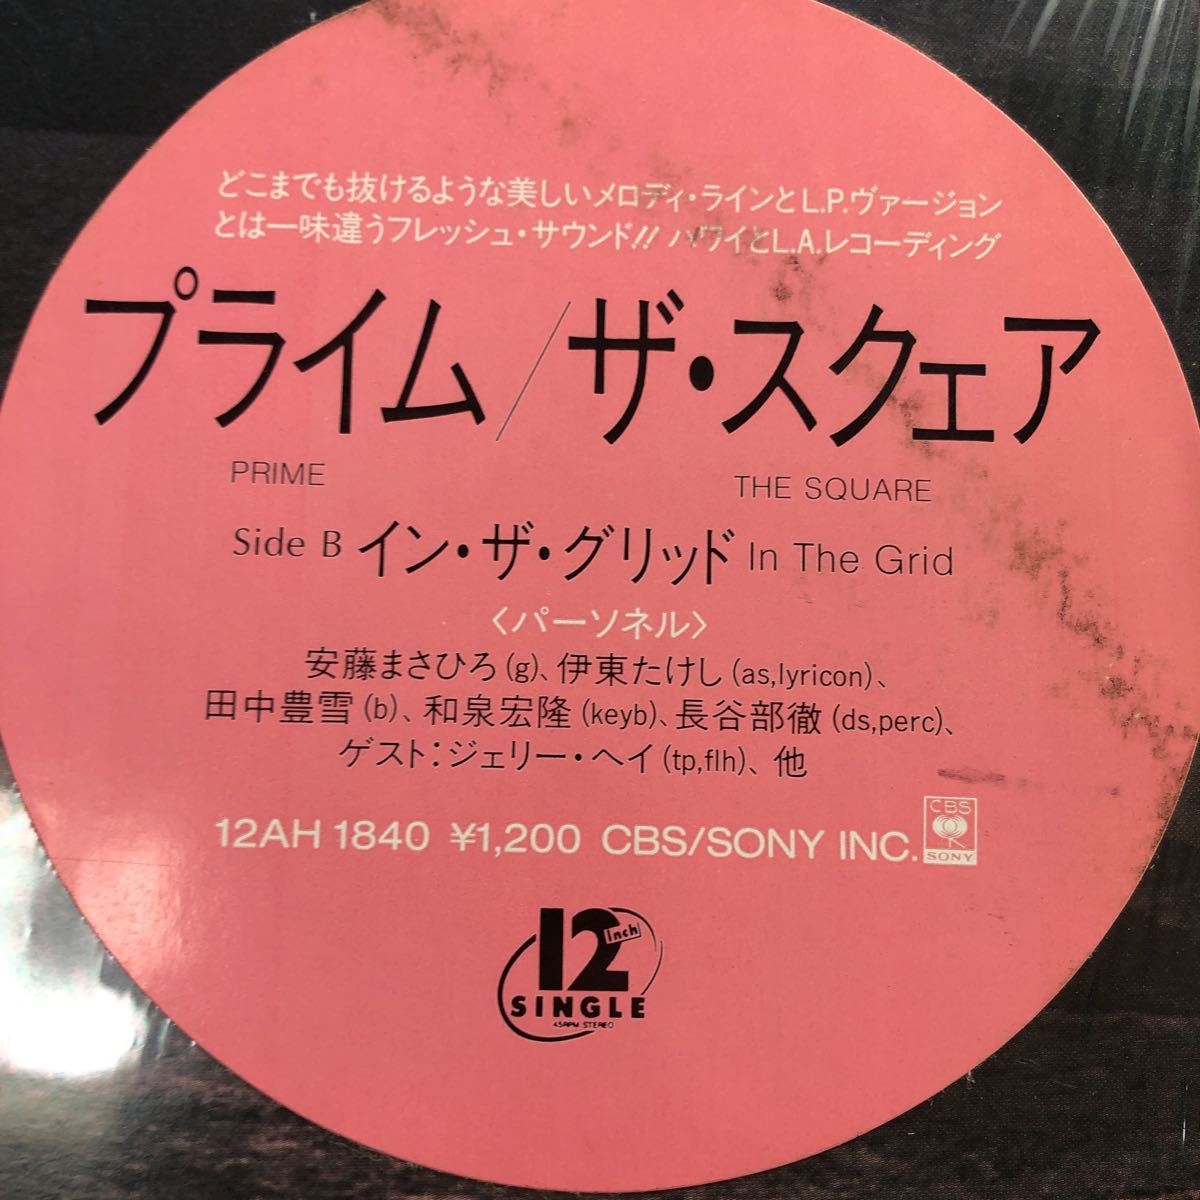 どこまでも抜けるような美しいメロディ・ラインとL.P.ヴァージョン
とは一味違うフレッシュ・サウンド!! ハワイとL.A.レコーディング
プライム/ザ・スクェア
PRIME THE SQUARE
Side B イン・ザ・グリッド In The Grid
〈パーソネル〉
安藤まさひろ(g)、伊東たけし(as,lyricon)、
田中豊雪(b)、和泉宏隆(keyb)、長谷部徹(ds,perc)、
ゲスト:ジェリー・ヘイ(tp,flh)、他
12AH 1840 ¥1,200 CBS/SONY INC.
CBS
SONY
12 inch
SINGLE
45RPM STEREO